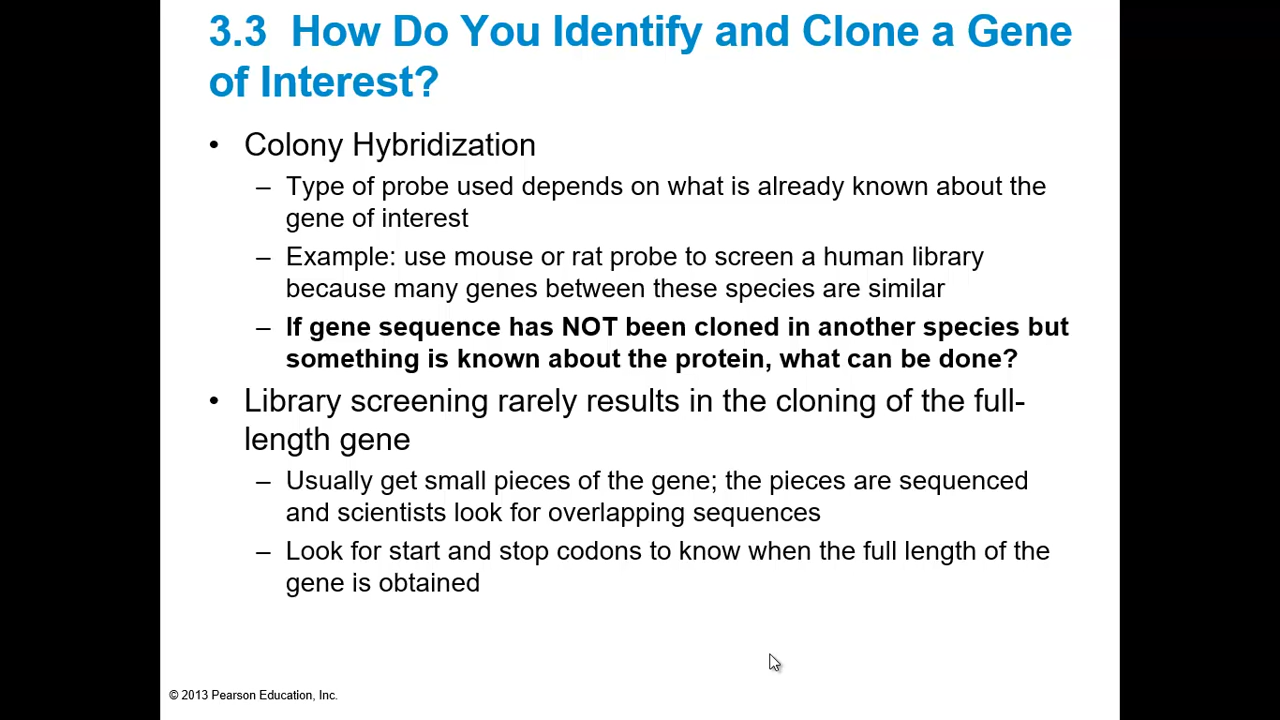 3.3  How Do You Identify and Clone a Gene
of Interest?
• Colony Hybridization
– Type of probe used depends on what is already known about the
gene of interest
– Example: use mouse or rat probe to screen a human library
because many genes between these species are similar
– If gene sequence has NOT been cloned in another species but
something is known about the protein, what can be done?
• Library screening rarely results in the cloning of the full-
length gene
– Usually get small pieces of the gene; the pieces are sequenced
and scientists look for overlapping sequences
– Look for start and stop codons to know when the full length of the
gene is obtained
© 2013 Pearson Education, Inc.